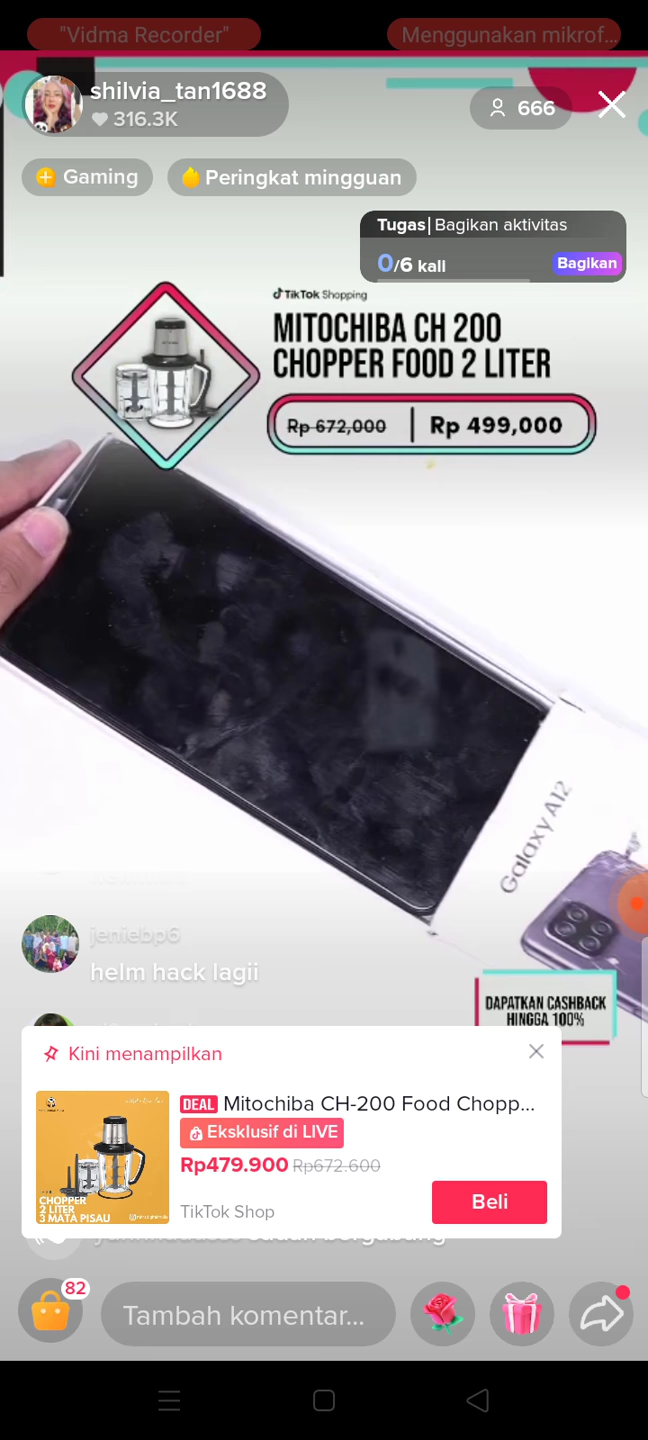 "Vidma Recorder"
Menggunakan mikrof...
shilvia_tan1688
316.3K
666
Gaming
Peringkat mingguan
Tugas| Bagikan aktivitas
0/6 kali
Bagikan
TikTok Shopping
MITOCHIBA CH 200
CHOPPER FOOD 2 LITER
Rp 672,000 | Rp 499,000
Galaxy A12
jeniebp6
helm hack lagii
DAPATKAN CASHBACK
HINGGA 100%
Kini menampilkan
DEAL Mitochiba CH-200 Food Chopp...
Eksklusif di LIVE
Rp479.900 Rp672.600
CHOPPER
2 LITER
3 MATA PISAU
TikTok Shop
Beli
82
Tambah komentar...